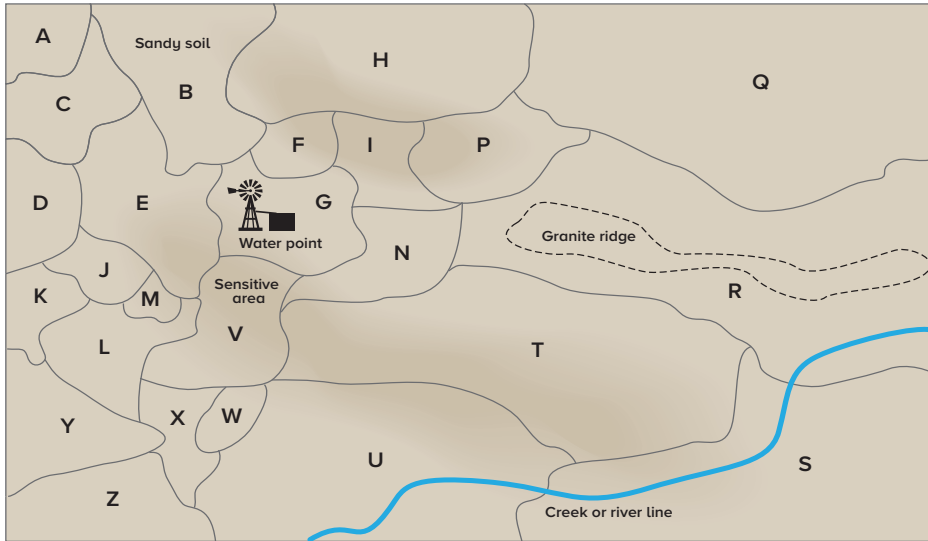 A
Sandy soil
H
Q
B
C
F
I
P
D
E
G
Water point
Granite ridge
N
J
Sensitive
area
K
M
R
V
L
T
W
X
Y
U
S
Z
Creek or river line